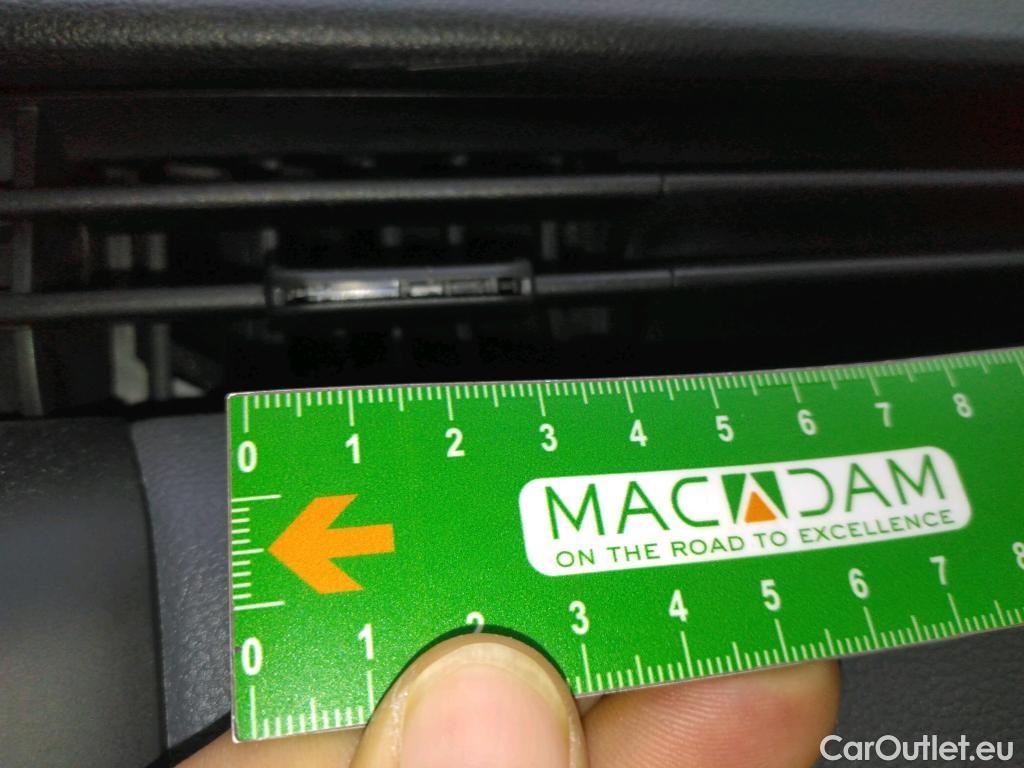 0 1 2 3 4 5 6 7 8
MACADAM
ON THE ROAD TO EXCELLENCE
0 1 2 3 4 5 6 7 8
CarOutlet.eu